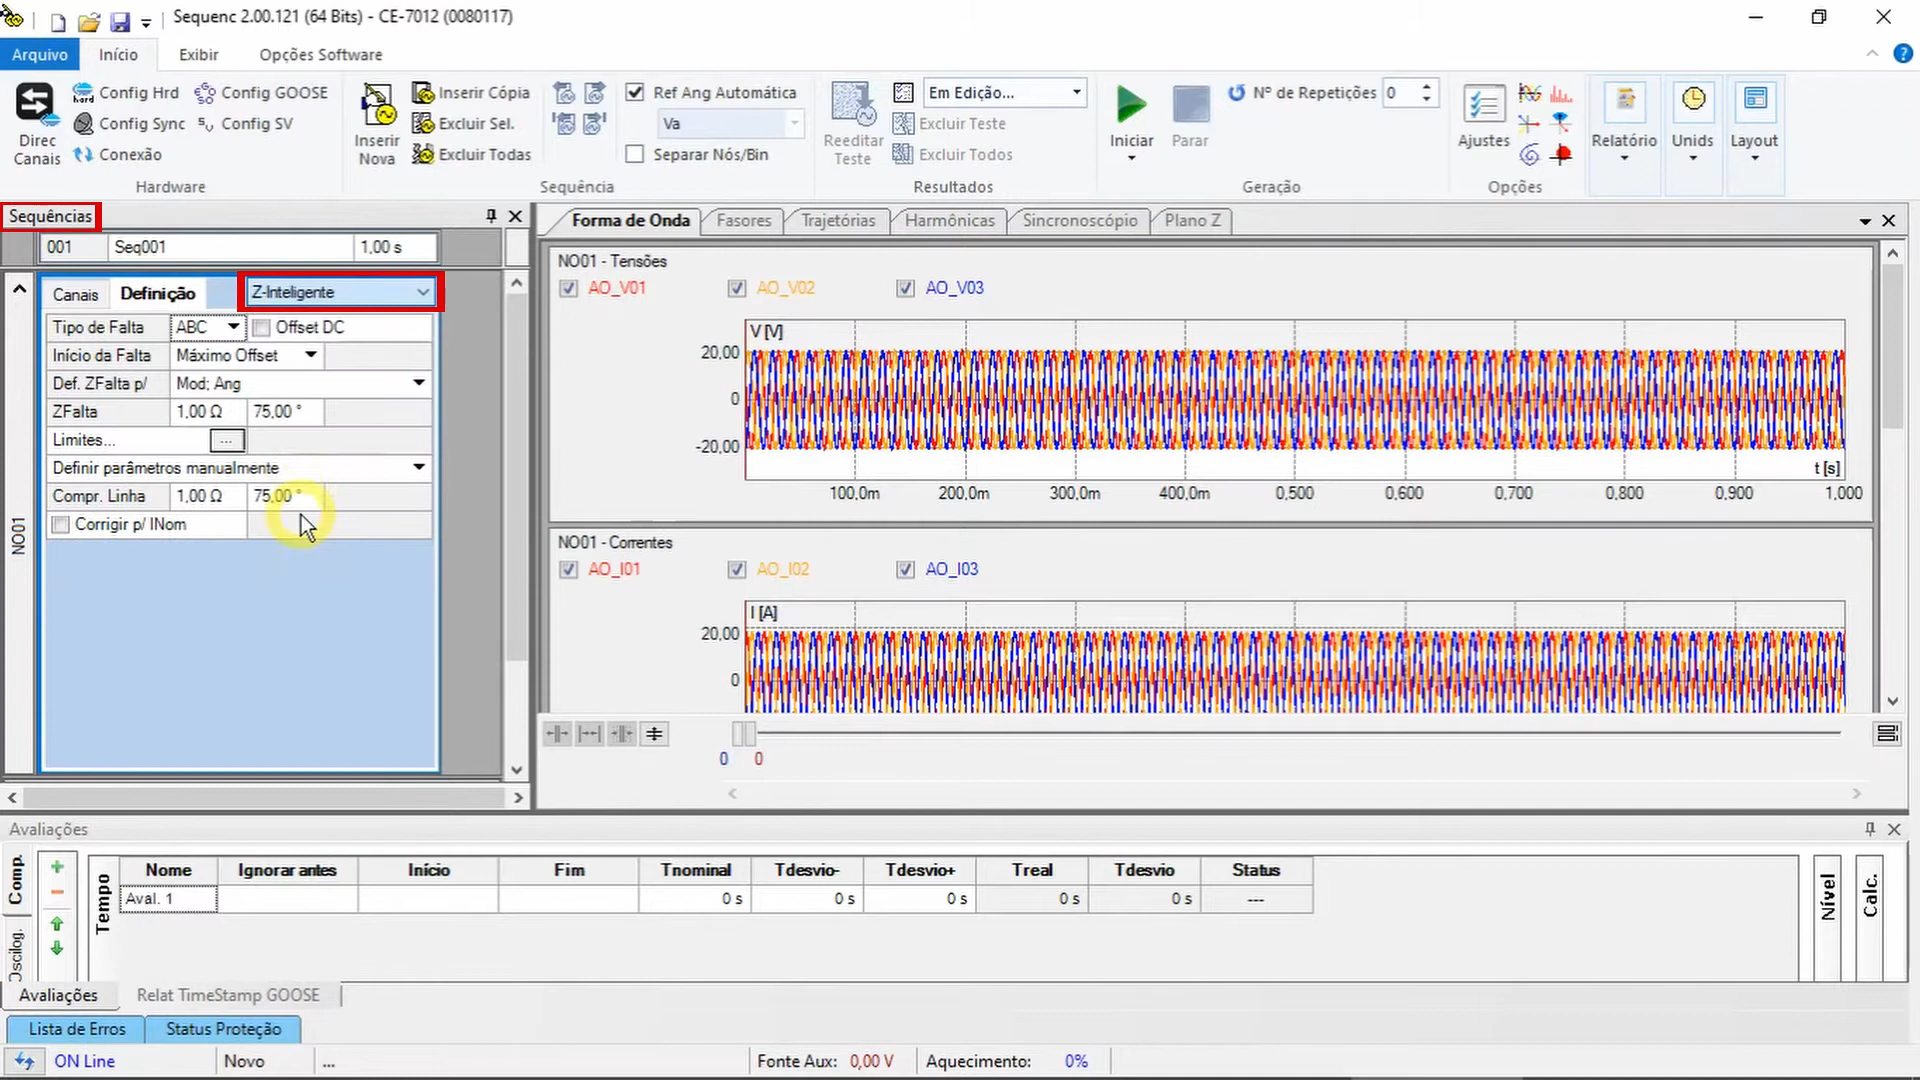 Sequenc 2.00.121 (64 Bits) - CE-7012 (0080117)
Arquivo Início Exibir Opções Software
Direc Canais
Config Hrd
Config Sync
Conexão
Config GOOSE
Config SV
Hardware
Inserir Nova
Inserir Cópia
Excluir Sel.
Excluir Todas
Ref Ang Automática
Va
Separar Nós/Bin
Sequência
Reeditar Teste
Em Edição...
Excluir Teste
Excluir Todos
Resultados
Iniciar
Parar
Nº de Repetições 0
Geração
Ajustes
Opções
Relatório
Unids
Layout
Sequências
001 Seq001 1,00 s
NO01
Canais Definição Z-Inteligente
Tipo de Falta ABC Offset DC
Início da Falta Máximo Offset
Def. ZFalta p/ Mod; Ang
ZFalta 1,00 Ω 75,00 °
Limites... ...
Definir parâmetros manualmente
Compr. Linha 1,00 Ω 75,00 °
Corrigir p/ INom
Forma de Onda Fasores Trajetórias Harmônicas Sincroscópio Plano Z
NO01 - Tensões
AO_V01 AO_V02 AO_V03
V [V]
20,00
0
-20,00
t [s]
100,0m 200,0m 300,0m 400,0m 0,500 0,600 0,700 0,800 0,900 1,000
NO01 - Correntes
AO_I01 AO_I02 AO_I03
I [A]
20,00
0
0 0
Avaliações
Comp.
Oscilog.
Tempo
Nome Ignorar antes Início Fim Tnominal Tdesvio- Tdesvio+ Treal Tdesvio Status
Aval. 1 0 s 0 s 0 s 0 s 0 s ---
Nível
Calc.
Avaliações Relat TimeStamp GOOSE
Lista de Erros Status Proteção
ON Line Novo ... Fonte Aux: 0,00 V Aquecimento: 0%